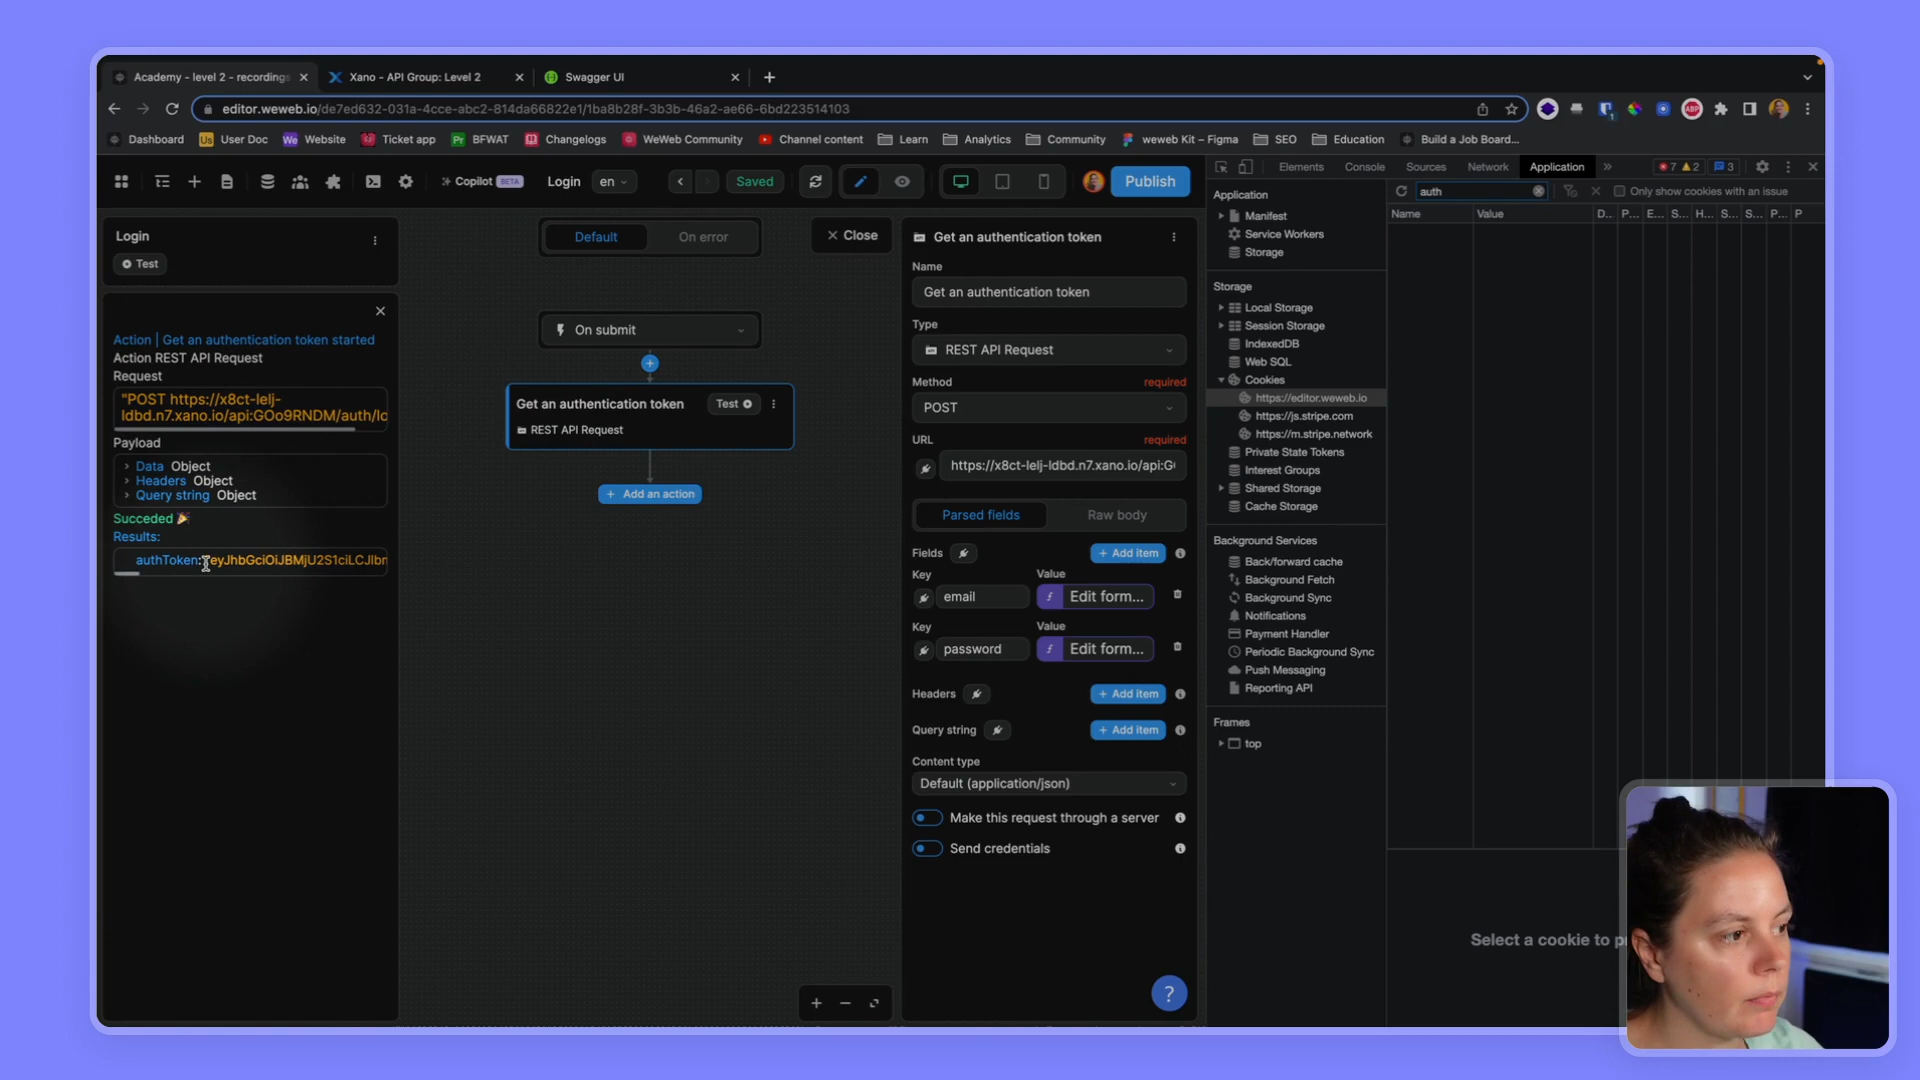 Academy - level 2 - recordings
Xano - API Group: Level 2
Swagger UI
editor.weweb.io/de7ed632-031a-4cce-abc2-814da66822e1/1ba8b28f-3b3b-46a2-ae66-6bd223514103
Dashboard
User Doc
Website
Ticket app
BFWAT
Changelogs
WeWeb Community
Channel content
Learn
Analytics
Community
weweb Kit – Figma
SEO
Education
Build a Job Board...
Copilot BETA
Login
en
Saved
Publish
Elements
Console
Sources
Network
Application
7
2
3
auth
Only show cookies with an issue
Name
Value
D...
P...
E...
S...
H...
S...
S...
P...
P
Login
Test
Action | Get an authentication token started
Action REST API Request
Request
"POST https://x8ct-lelj-
ldbd.n7.xano.io/api:GOo9RNDM/auth/lo
Payload
Data Object
Headers Object
Query string Object
Succeded
Results:
authToken:
Default
On error
Close
On submit
Get an authentication token
Test
REST API Request
Add an action
Get an authentication token
Name
Get an authentication token
Type
REST API Request
Method
required
POST
URL
required
https://x8ct-lelj-ldbd.n7.xano.io/api:G
Parsed fields
Raw body
Fields
+ Add item
Key
Value
email
Edit form...
Key
Value
password
Edit form...
Headers
+ Add item
Query string
+ Add item
Content type
Default (application/json)
Make this request through a server
Send credentials
?
Application
Manifest
Service Workers
Storage
Storage
Local Storage
Session Storage
IndexedDB
Web SQL
Cookies
https://editor.weweb.io
https://js.stripe.com
https://m.stripe.network
Private State Tokens
Interest Groups
Shared Storage
Cache Storage
Background Services
Back/forward cache
Background Fetch
Background Sync
Notifications
Payment Handler
Periodic Background Sync
Push Messaging
Reporting API
Frames
top
Select a cookie to p